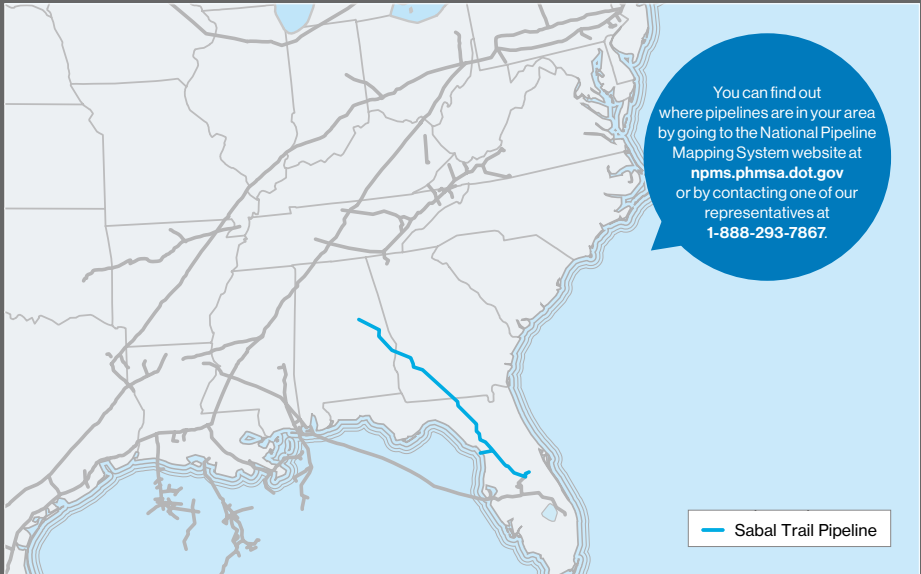 You can find out
where pipelines are in your area
by going to the National Pipeline
Mapping System website at
npms.phmsa.dot.gov
or by contacting one of our
representatives at
1-888-293-7867.
Sabal Trail Pipeline